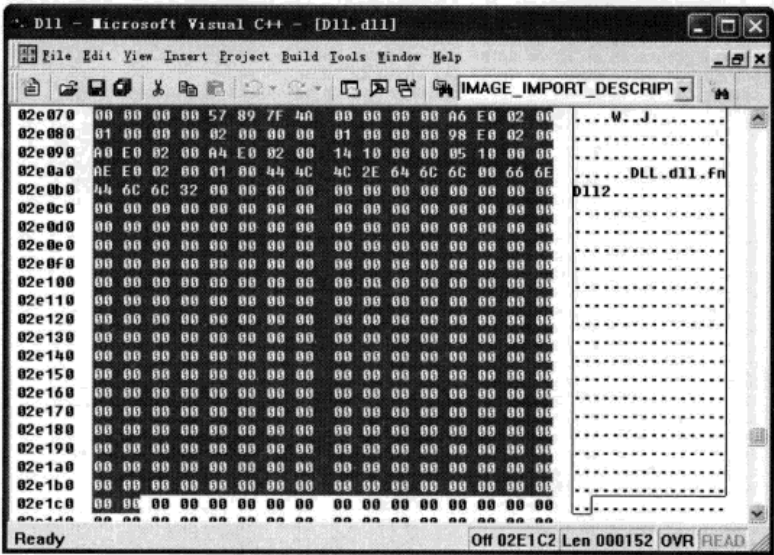 Dll - Microsoft Visual C++ - [Dll.dll]
File Edit View Insert Project Build Tools Window Help
IMAGE_IMPORT_DESCRIPT
02e070 00 00 00 00 57 89 7F 4A 00 00 00 00 A6 E0 02 00 ....W..J........
02e080 01 00 00 00 02 00 00 00 01 00 00 00 98 E0 02 00 ................
02e090 A0 E0 02 00 A4 E0 02 00 14 10 00 00 05 10 00 00 ................
02e0a0 AE E0 02 00 01 00 44 4C 4C 2E 64 6C 6C 00 66 6E ......DLL.dll.fn
02e0b0 44 6C 6C 32 00 00 00 00 00 00 00 00 00 00 00 00 Dll2............
02e0c0 00 00 00 00 00 00 00 00 00 00 00 00 00 00 00 00 ................
02e0d0 00 00 00 00 00 00 00 00 00 00 00 00 00 00 00 00 ................
02e0e0 00 00 00 00 00 00 00 00 00 00 00 00 00 00 00 00 ................
02e0f0 00 00 00 00 00 00 00 00 00 00 00 00 00 00 00 00 ................
02e100 00 00 00 00 00 00 00 00 00 00 00 00 00 00 00 00 ................
02e110 00 00 00 00 00 00 00 00 00 00 00 00 00 00 00 00 ................
02e120 00 00 00 00 00 00 00 00 00 00 00 00 00 00 00 00 ................
02e130 00 00 00 00 00 00 00 00 00 00 00 00 00 00 00 00 ................
02e140 00 00 00 00 00 00 00 00 00 00 00 00 00 00 00 00 ................
02e150 00 00 00 00 00 00 00 00 00 00 00 00 00 00 00 00 ................
02e160 00 00 00 00 00 00 00 00 00 00 00 00 00 00 00 00 ................
02e170 00 00 00 00 00 00 00 00 00 00 00 00 00 00 00 00 ................
02e180 00 00 00 00 00 00 00 00 00 00 00 00 00 00 00 00 ................
02e190 00 00 00 00 00 00 00 00 00 00 00 00 00 00 00 00 ................
02e1a0 00 00 00 00 00 00 00 00 00 00 00 00 00 00 00 00 ................
02e1b0 00 00 00 00 00 00 00 00 00 00 00 00 00 00 00 00 ................
02e1c0 00 00 00 00 00 00 00 00 00 00 00 00 00 00 00 00 ................
Ready Off 02E1C2 Len 000152 OVR READ